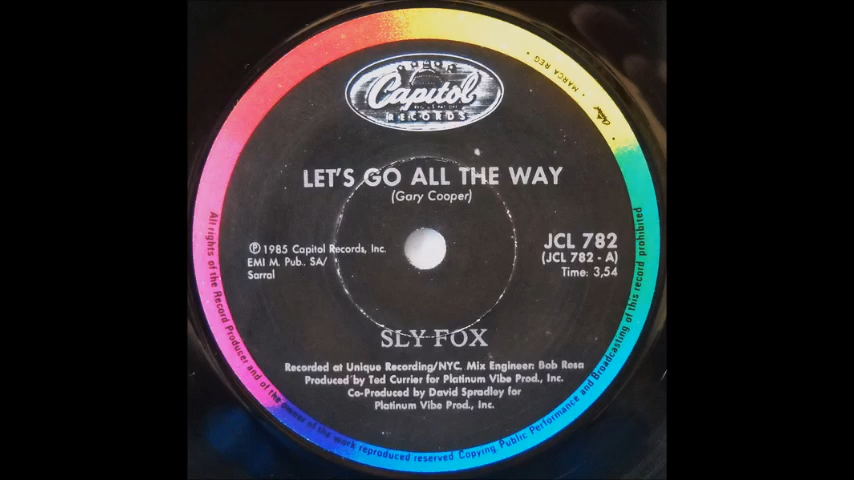 Capitol
RECORDS
MARCA REG
LET'S GO ALL THE WAY
(Gary Cooper)
℗ 1985 Capitol Records, Inc.
EMI M. Pub. SA/
Sarral
JCL 782
(JCL 782 - A)
Time: 3,54
SLY FOX
Recorded at Unique Recording/NYC. Mix Engineer: Bob Rosa
Produced by Ted Currier for Platinum Vibe Prod., Inc.
Co-Produced by David Spradley for
Platinum Vibe Prod., Inc.
All rights of the Record Producer and of the owner of the work reproduced reserved Copying Public Performance and Broadcasting of this record prohibited